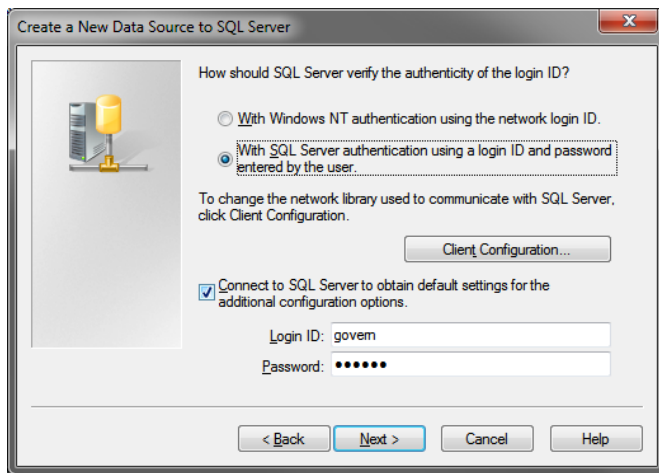 Create a New Data Source to SQL Server
How should SQL Server verify the authenticity of the login ID?
With Windows NT authentication using the network login ID.
With SQL Server authentication using a login ID and password
entered by the user.
To change the network library used to communicate with SQL Server,
click Client Configuration.
Client Configuration...
Connect to SQL Server to obtain default settings for the
additional configuration options.
Login ID: govern
Password: ●●●●●●
< Back Next > Cancel Help